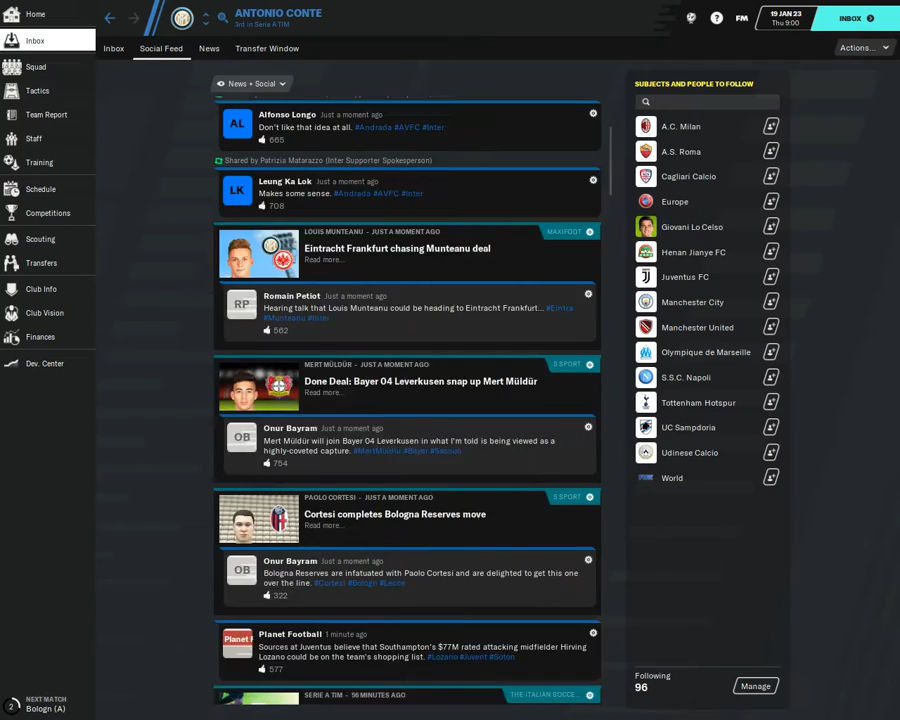 Home
ANTONIO CONTE
3rd in Serie A TIM
FM
19 JAN 23
Thu 9:00
INBOX
Inbox
Inbox
Social Feed
News
Transfer Window
Actions...
Squad
Tactics
Team Report
Staff
Training
Schedule
Competitions
Scouting
Transfers
Club Info
Club Vision
Finances
Dev. Center
2
NEXT MATCH
Bologn (A)
News + Social
AL
Alfonso Longo Just a moment ago
Don't like that idea at all. #Andrada #AVFC #Inter
665
Shared by Patrizia Matarazzo (Inter Supporter Spokesperson)
LK
Leung Ka Lok Just a moment ago
Makes some sense. #Andrada #AVFC #Inter
708
LOUIS MUNTEANU - JUST A MOMENT AGO
MAXIFOOT
Eintracht Frankfurt chasing Munteanu deal
Read more...
RP
Romain Petiot Just a moment ago
Hearing talk that Louis Munteanu could be heading to Eintracht Frankfurt... #Eintra
#Munteanu #Inter
562
MERT MÜLDÜR - JUST A MOMENT AGO
S SPORT
Done Deal: Bayer 04 Leverkusen snap up Mert Müldür
Read more...
OB
Onur Bayram Just a moment ago
Mert Müldür will join Bayer 04 Leverkusen in what I'm told is being viewed as a
highly-coveted capture. #MertMüldür #Bayer #Sassuo
754
PAOLO CORTESI - JUST A MOMENT AGO
S SPORT
Cortesi completes Bologna Reserves move
Read more...
OB
Onur Bayram Just a moment ago
Bologna Reserves are infatuated with Paolo Cortesi and are delighted to get this one
over the line. #Cortesi #Bologn #Lecce
322
Planet F
Planet Football 1 minute ago
Sources at Juventus believe that Southampton's $77M rated attacking midfielder Hirving
Lozano could be on the team's shopping list. #Lozano #Juvent #Soton
577
SERIE A TIM - 56 MINUTES AGO
THE ITALIAN SOCCE...
SUBJECTS AND PEOPLE TO FOLLOW
A.C. Milan
A.S. Roma
Cagliari Calcio
Europe
Giovani Lo Celso
Henan Jianye FC
Juventus FC
Manchester City
Manchester United
Olympique de Marseille
S.S.C. Napoli
Tottenham Hotspur
UC Sampdoria
Udinese Calcio
World
Following
96
Manage